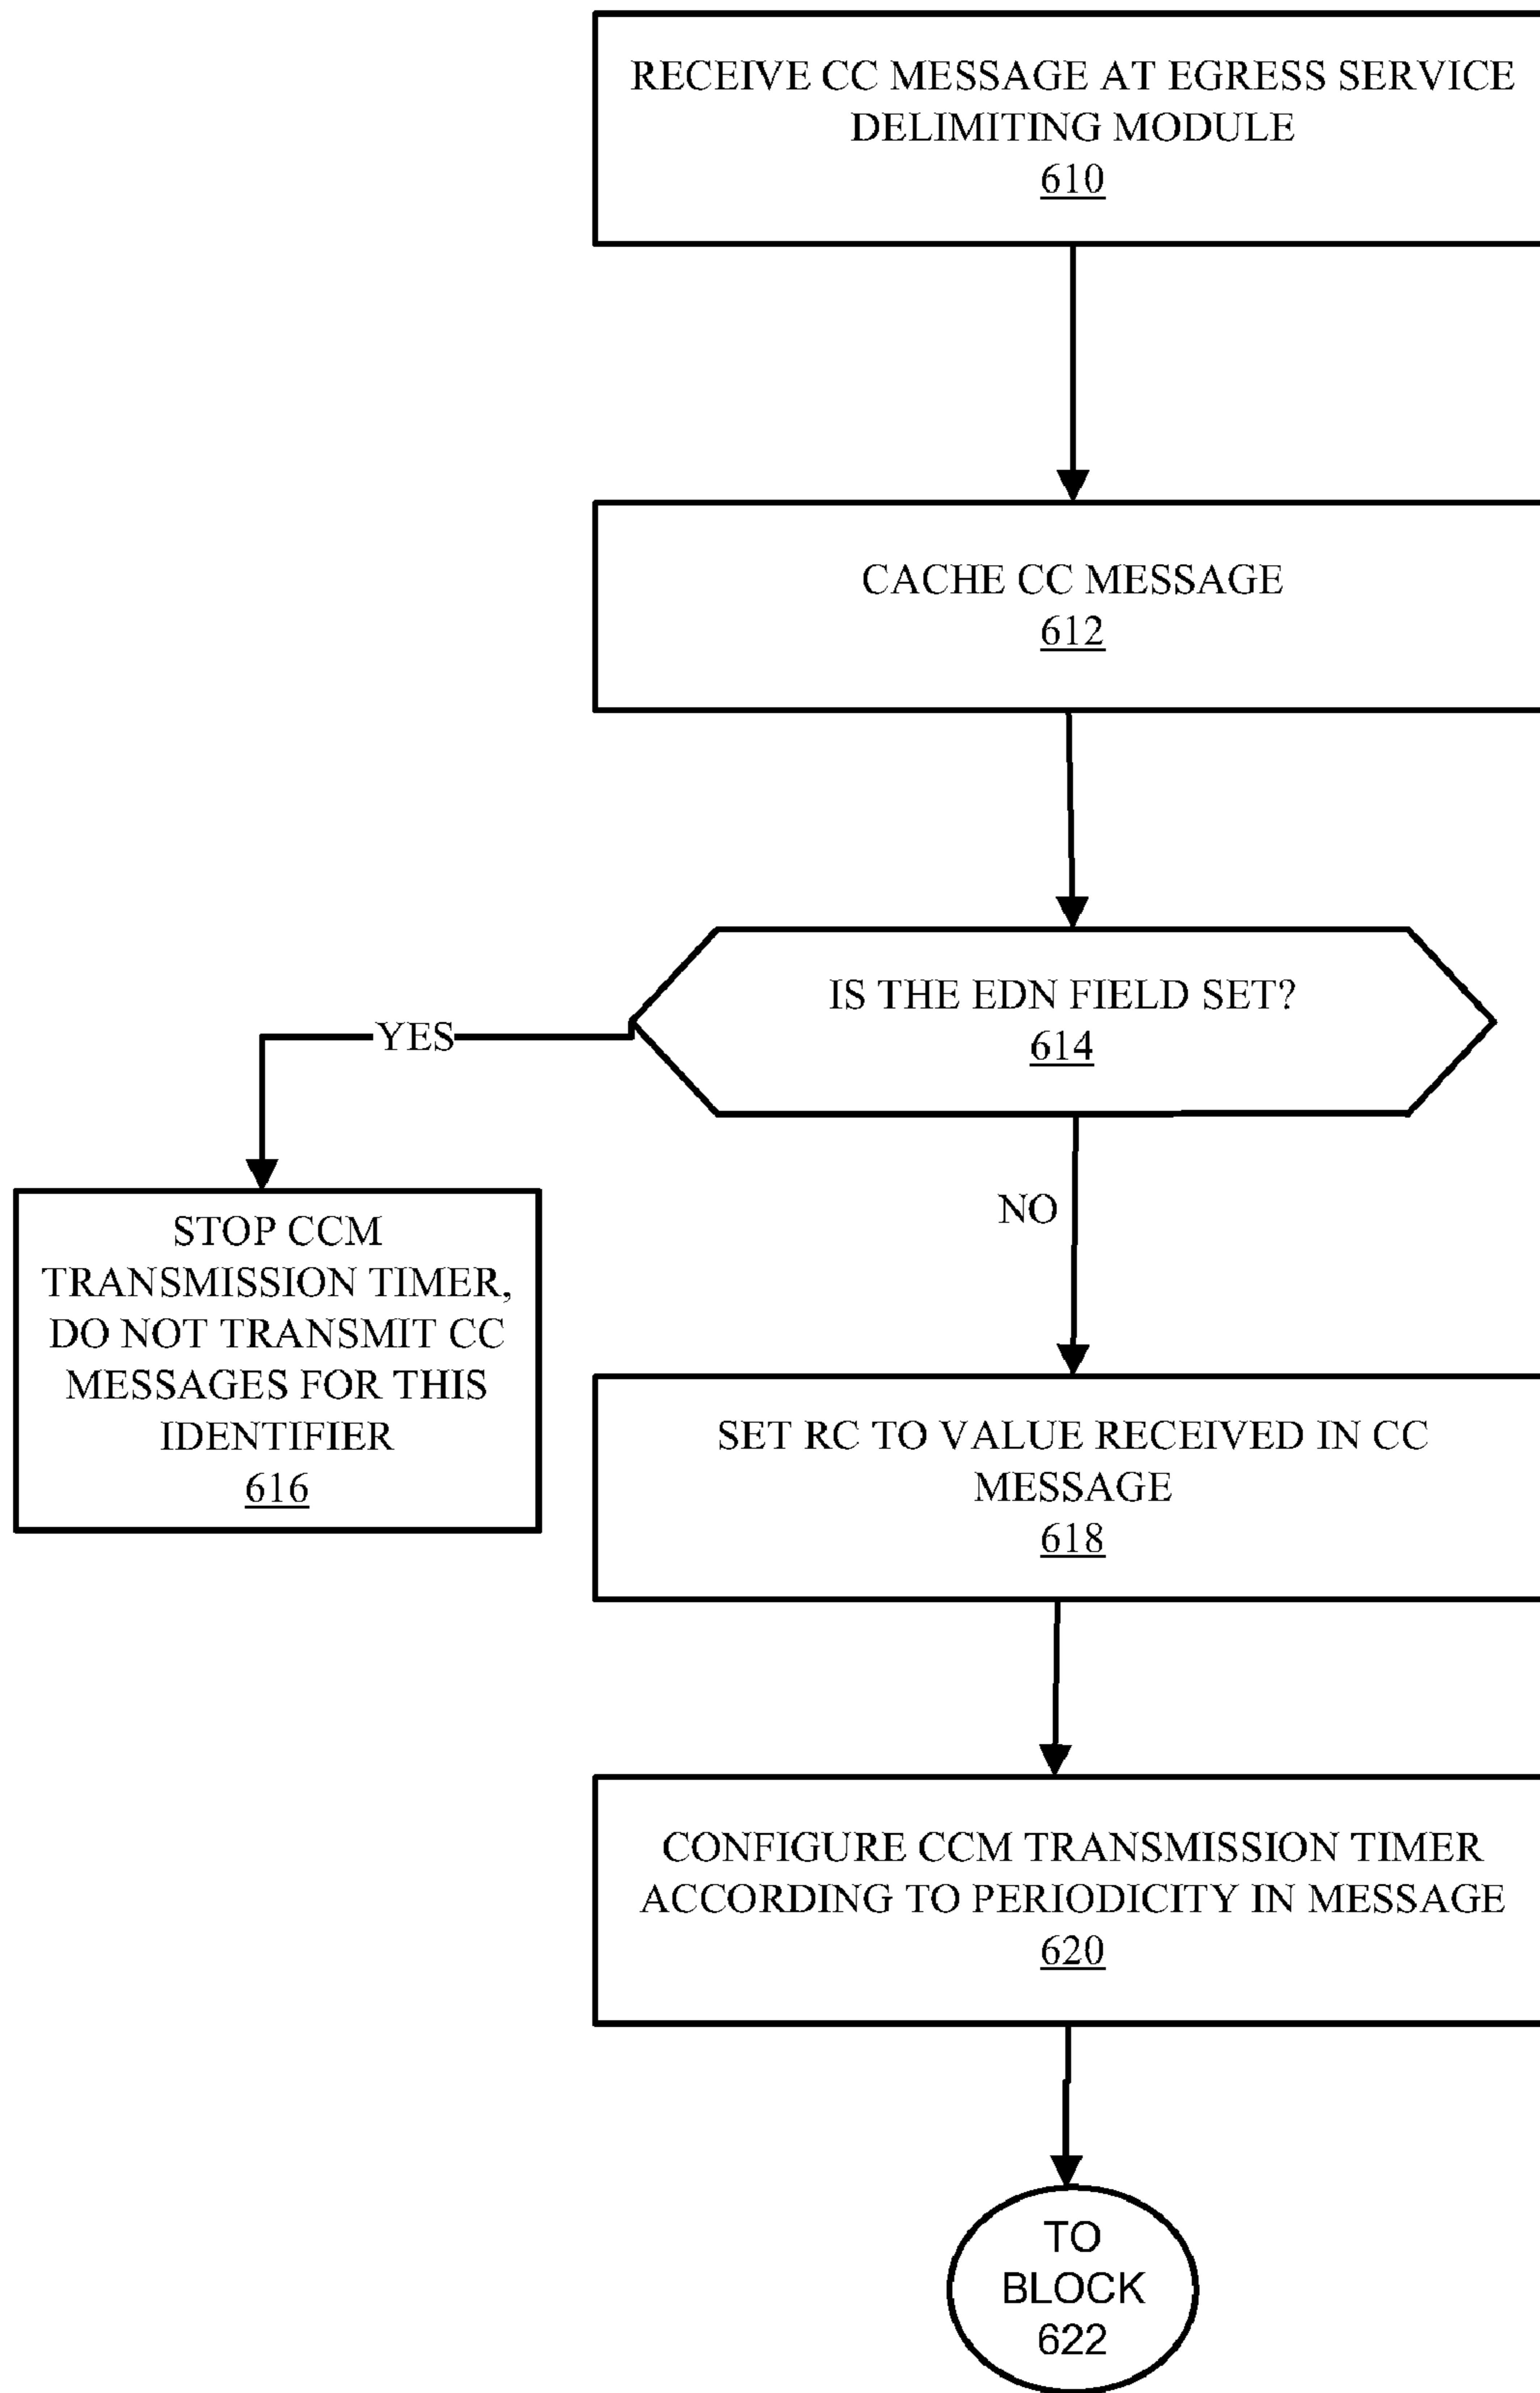 RECEIVE CC MESSAGE AT EGRESS SERVICE
DELIMITING MODULE
610
CACHE CC MESSAGE
612
IS THE EDN FIELD SET?
614
YES
NO
STOP CCM
TRANSMISSION TIMER,
DO NOT TRANSMIT CC
MESSAGES FOR THIS
IDENTIFIER
616
SET RC TO VALUE RECEIVED IN CC
MESSAGE
618
CONFIGURE CCM TRANSMISSION TIMER
ACCORDING TO PERIODICITY IN MESSAGE
620
TO
BLOCK
622